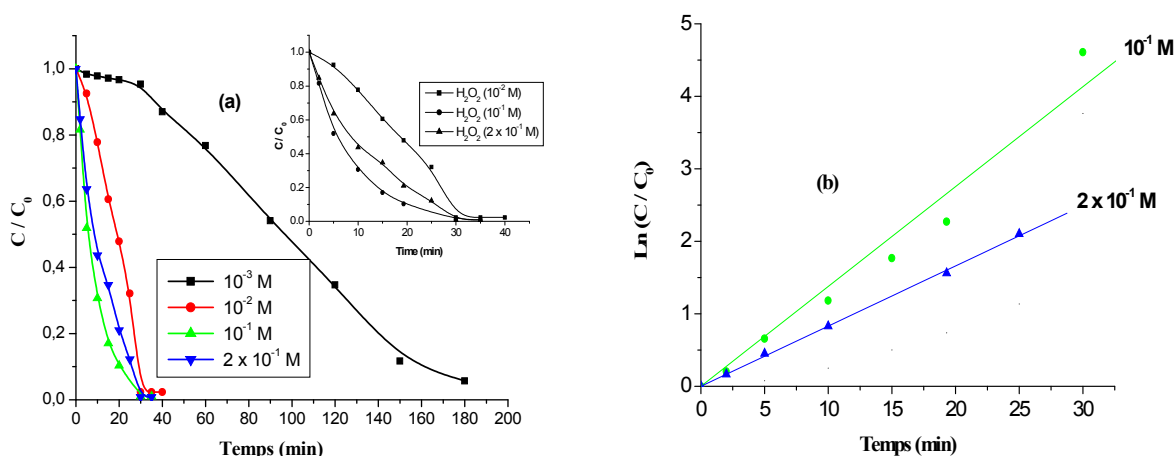 (a)
C / C₀
1,0
0,8
0,6
0,4
0,2
0,0
0 20 40 60 80 100 120 140 160 180 200
Temps (min)
10⁻³ M
10⁻² M
10⁻¹ M
2 x 10⁻¹ M
C / C₀
1,0
0,8
0,6
0,4
0,2
0,0
0 10 20 30 40
Time (min)
H₂O₂ (10⁻² M)
H₂O₂ (10⁻¹ M)
H₂O₂ (2 x 10⁻¹ M)
(b)
Ln (C / C₀)
5
4
3
2
1
0
0 5 10 15 20 25 30
Temps (min)
10⁻¹ M
2 x 10⁻¹ M